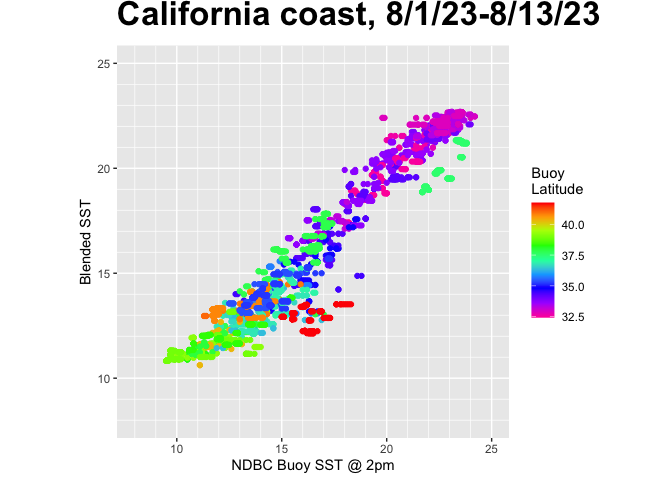 California coast, 8/1/23-8/13/23
25
20
15
10
Blended SST
10 15 20 25
NDBC Buoy SST @ 2pm
Buoy
Latitude
40.0
37.5
35.0
32.5